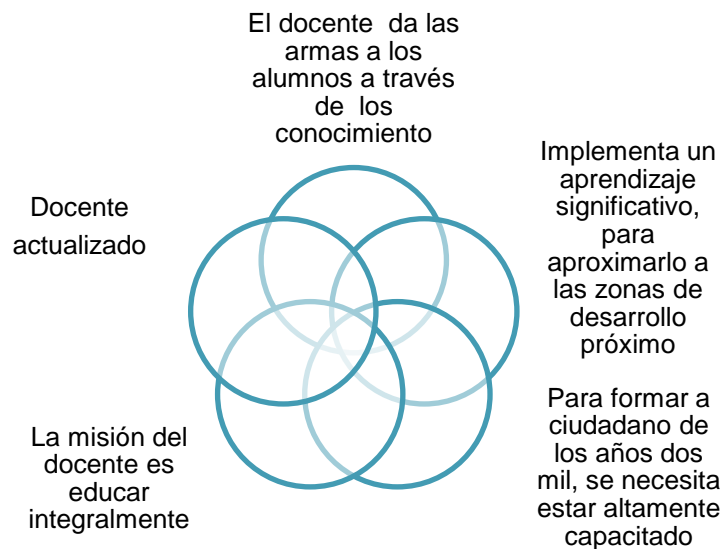 El docente da las
armas a los
alumnos a través
de los
conocimiento
Implementa un
aprendizaje
significativo,
para
aproximarlo a
las zonas de
desarrollo
próximo
Para formar a
ciudadano de
los años dos
mil, se necesita
estar altamente
capacitado
La misión del
docente es
educar
integralmente
Docente
actualizado